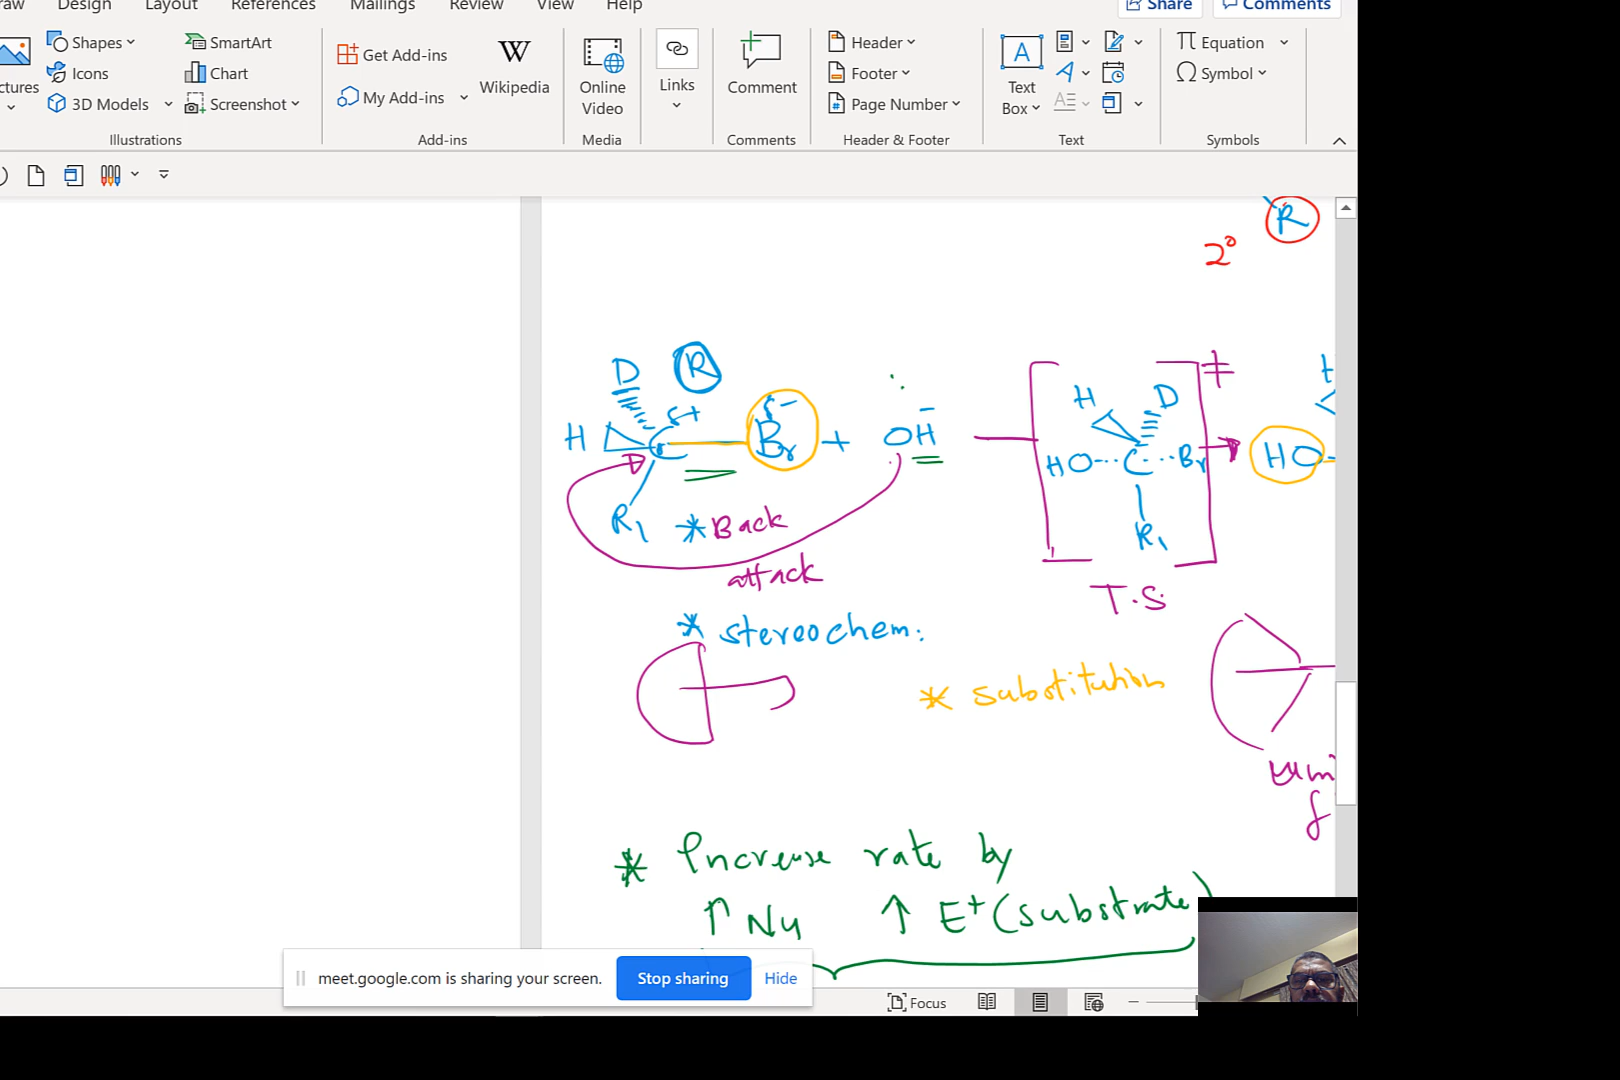 Design Layout References Mailings Review View Help
Share Comments
Shapes SmartArt
Icons Chart
3D Models Screenshot
Illustrations
Get Add-ins
My Add-ins
Wikipedia
Add-ins
Online Video
Media
Links
Comment
Comments
Header
Footer
Page Number
Header & Footer
Text Box
Text
Equation
Symbol
Symbols
R
2°
D R
H C δ+ Br δ- + OH-
R1
* Back
attack
H D
HO---C---Br
R1
‡
T.S
HO
* stereochem:
* substitution
* Increase rate by
↑ Nu ↑ E+ (substrate)
meet.google.com is sharing your screen. Stop sharing Hide
Focus